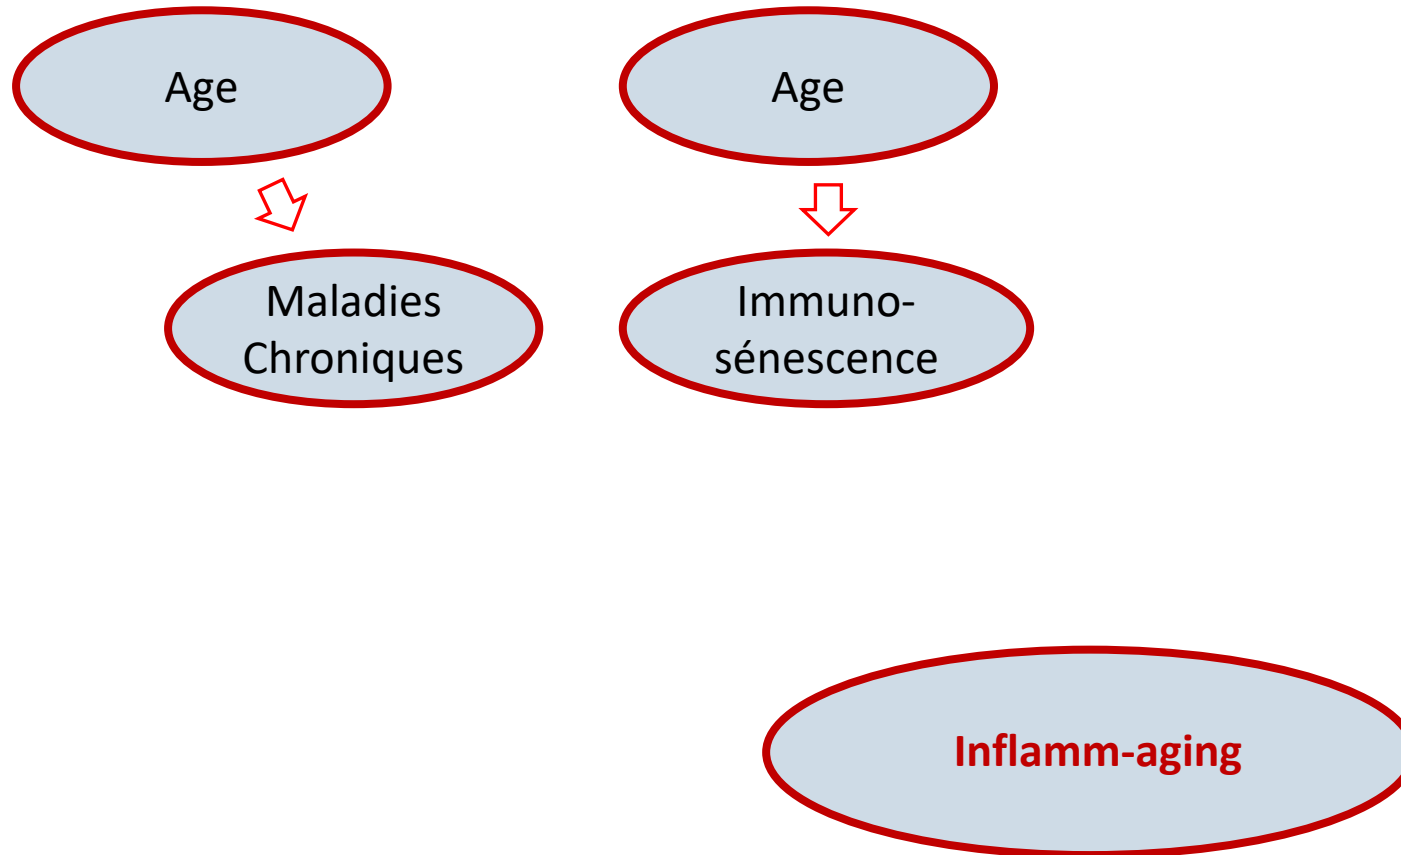 Age
Age
Maladies
Chroniques
Immuno-
sénescence
Inflamm-aging